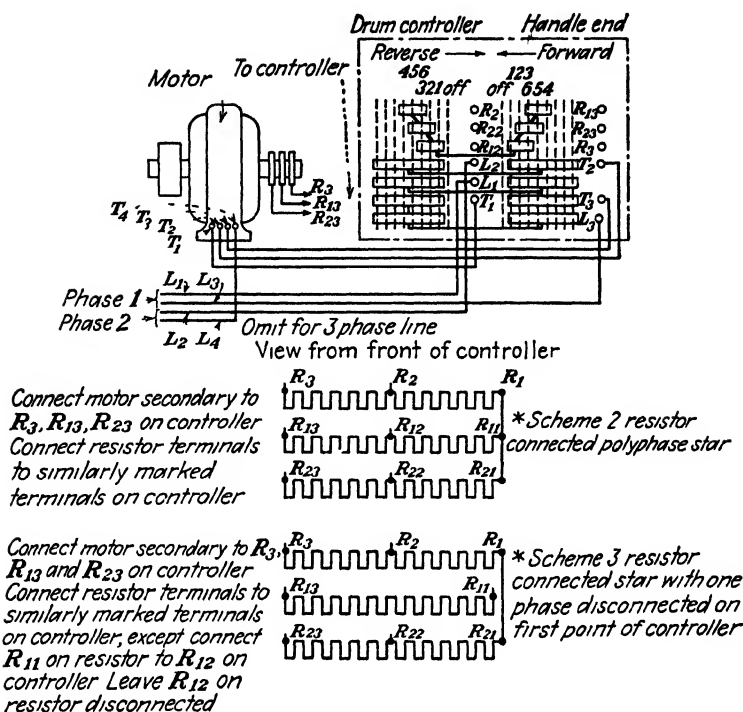 Drum controller Handle end
Reverse Forward
456 123
321 off off 654
Motor To controller
R2 R13
R22 R23
R12 R3
L2 T2
L1 T3
T1 L3
R3
R13
R23
T4 T3 T2 T1
L1 L3
Phase 1
Phase 2
L2 L4
Omit for 3 phase line
View from front of controller
Connect motor secondary to
R3, R13, R23 on controller
Connect resistor terminals
to similarly marked
terminals on controller
R3 R2 R1
R13 R12 R11
R23 R22 R21
*Scheme 2 resistor
connected polyphase star
Connect motor secondary to R3,
R13 and R23 on controller
Connect resistor terminals to
similarly marked terminals
on controller, except connect
R11 on resistor to R12 on
controller Leave R12 on
resistor disconnected
R3 R2 R1
R13 R11
R23 R22 R21
*Scheme 3 resistor
connected star with one
phase disconnected on
first point of controller